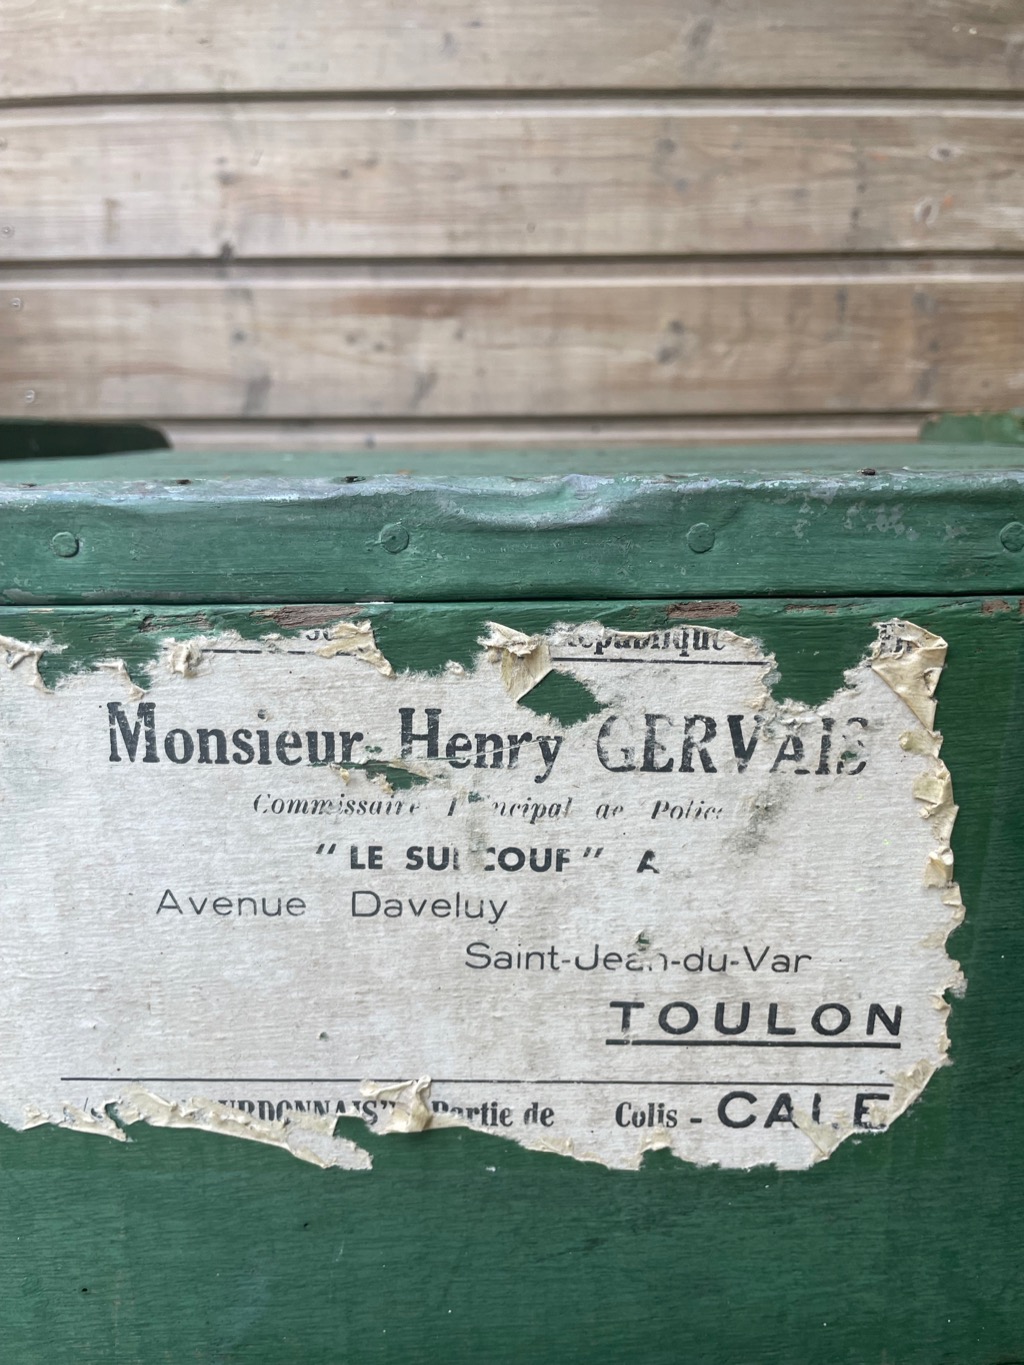 République
Monsieur Henry GERVAIS
Commissaire Principal de Police
"LE SURCOUF" A
Avenue Daveluy
Saint-Jean-du-Var
TOULON
Partie de Colis - CALE